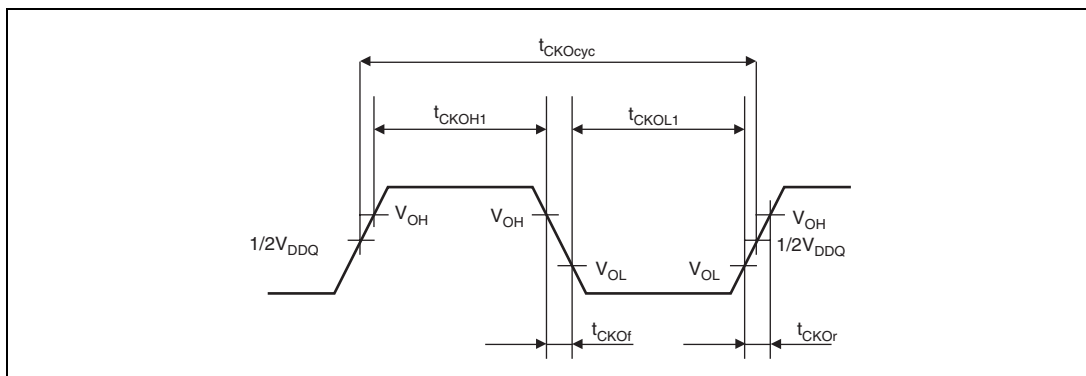 tCKOcyc
tCKOH1 tCKOL1
VOH VOH VOH
1/2VDDQ 1/2VDDQ
VOL VOL
tCKOf tCKOr